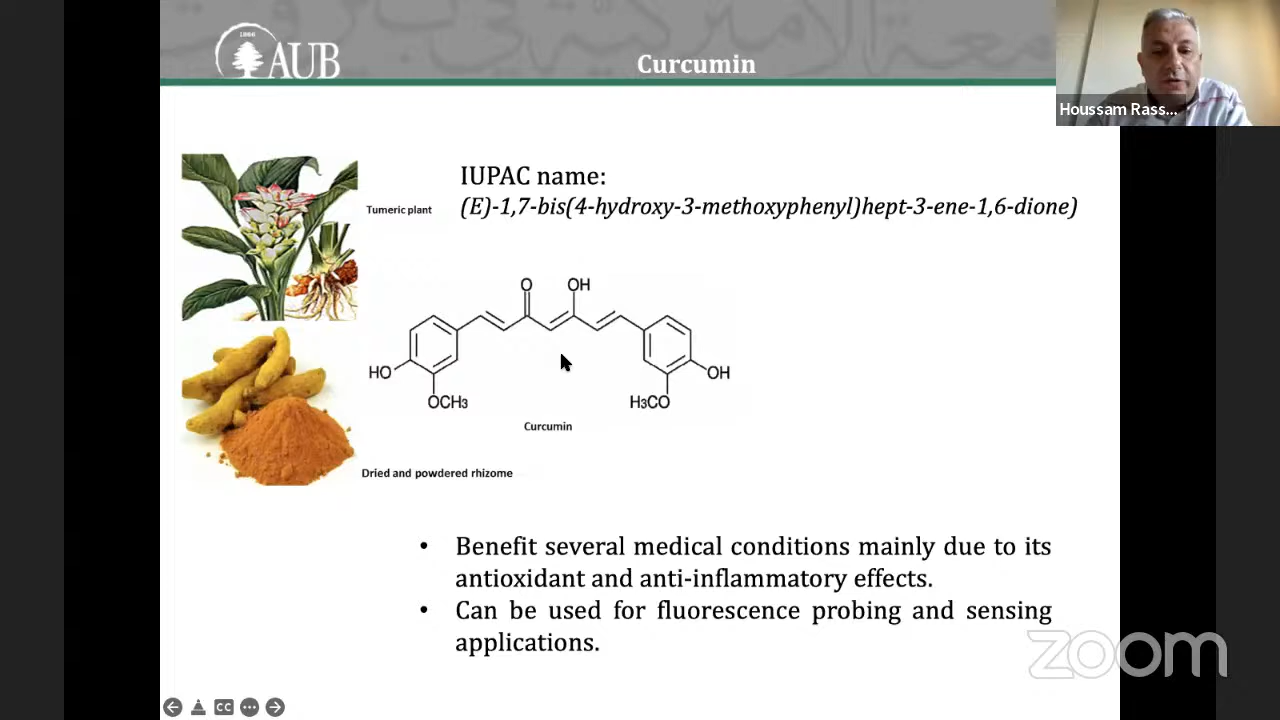 1866
AUB
Curcumin
Houssam Rass...
IUPAC name:
(E)-1,7-bis(4-hydroxy-3-methoxyphenyl)hept-3-ene-1,6-dione)
Tumeric plant
O
OH
HO
OCH3
H3CO
OH
Curcumin
Dried and powdered rhizome
• Benefit several medical conditions mainly due to its
antioxidant and anti-inflammatory effects.
• Can be used for fluorescence probing and sensing
applications.
zoom
CC